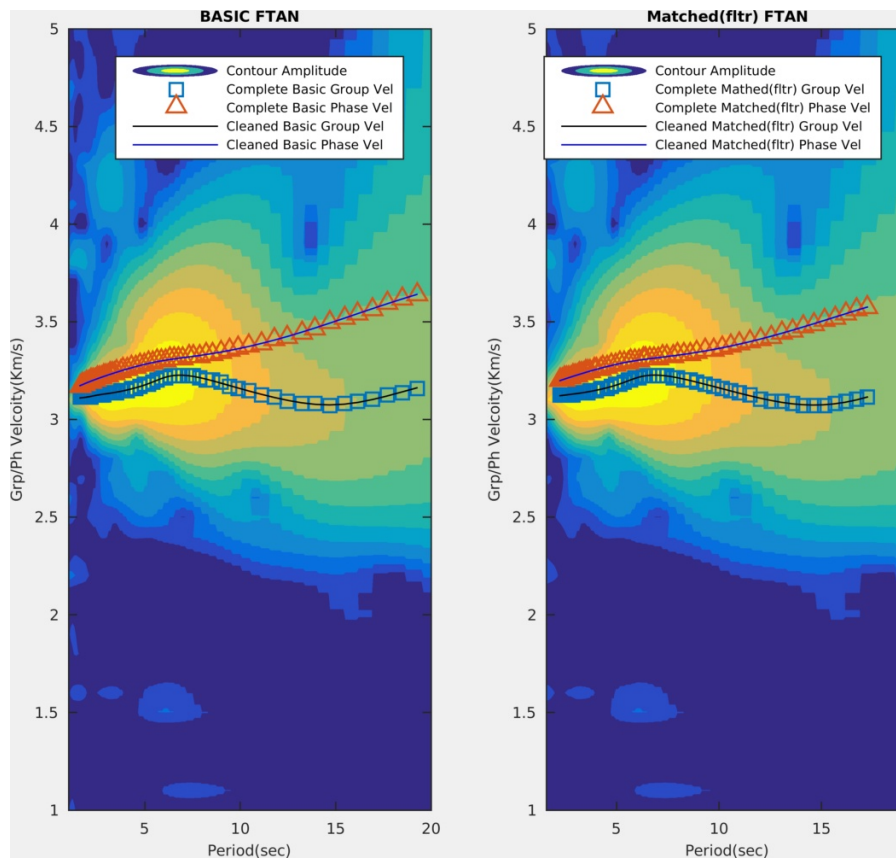 BASIC FTAN
5
4.5
4
3.5
3
2.5
2
1.5
1
Grp/Ph Velcoity(Km/s)
Contour Amplitude
Complete Basic Group Vel
Complete Basic Phase Vel
Cleaned Basic Group Vel
Cleaned Basic Phase Vel
5 10 15 20
Period(sec)
Matched(fltr) FTAN
5
4.5
4
3.5
3
2.5
2
1.5
1
Grp/Ph Velcoity(Km/s)
Contour Amplitude
Complete Mathed(fltr) Group Vel
Complete Matched(fltr) Phase Vel
Cleaned Matched(fltr) Group Vel
Cleaned Matched(fltr) Phase Vel
5 10 15
Period(sec)